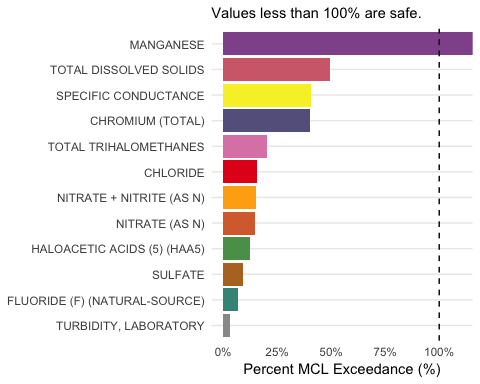 Values less than 100% are safe.
MANGANESE
TOTAL DISSOLVED SOLIDS
SPECIFIC CONDUCTANCE
CHROMIUM (TOTAL)
TOTAL TRIHALOMETHANES
CHLORIDE
NITRATE + NITRITE (AS N)
NITRATE (AS N)
HALOACETIC ACIDS (5) (HAA5)
SULFATE
FLUORIDE (F) (NATURAL-SOURCE)
TURBIDITY, LABORATORY
0% 25% 50% 75% 100%
Percent MCL Exceedance (%)